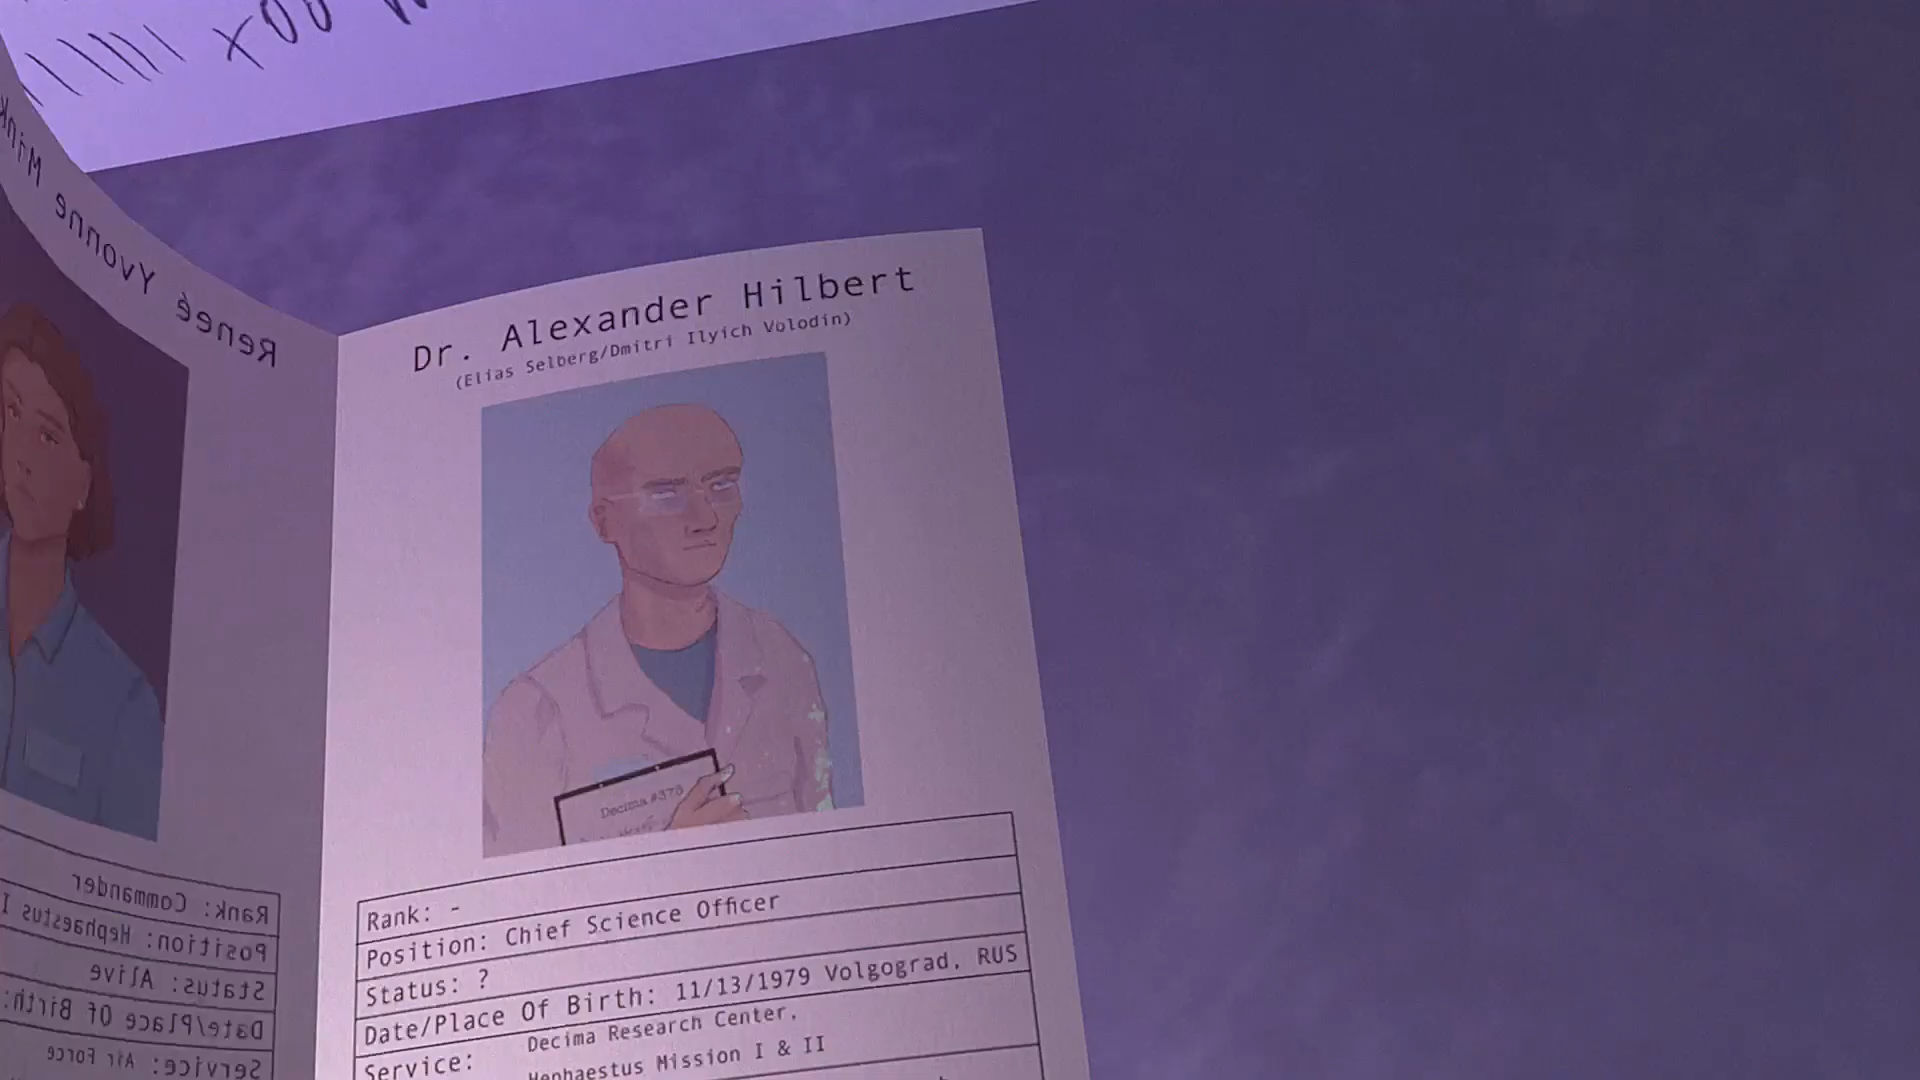 x00
Reneé Yvonne
Rank: Commander
Position: Hephaestus I
Status: Alive
Date/Place Of Birth:
Service: Air Force
Dr. Alexander Hilbert
(Elias Selberg/Dmitri Ilyich Volodin)
Decima #378
Rank: -
Position: Chief Science Officer
Status: ?
Date/Place Of Birth: 11/13/1979 Volgograd, RUS
Service: Decima Research Center,
Hephaestus Mission I & II